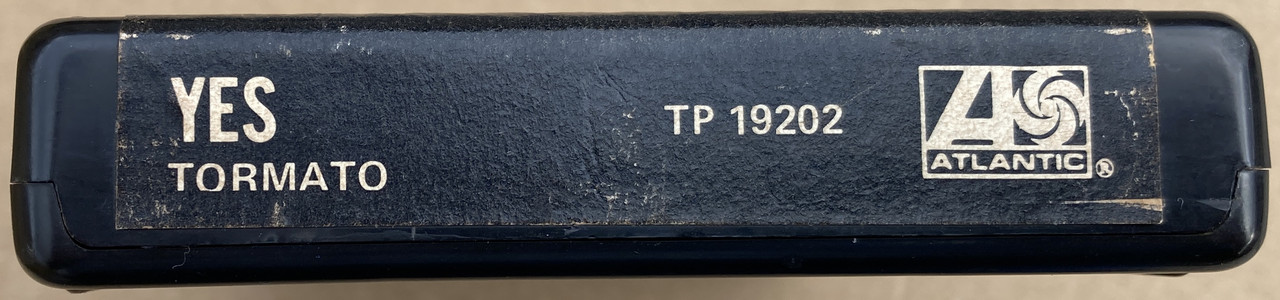 YES
TORMATO
TP 19202
ATLANTIC ®